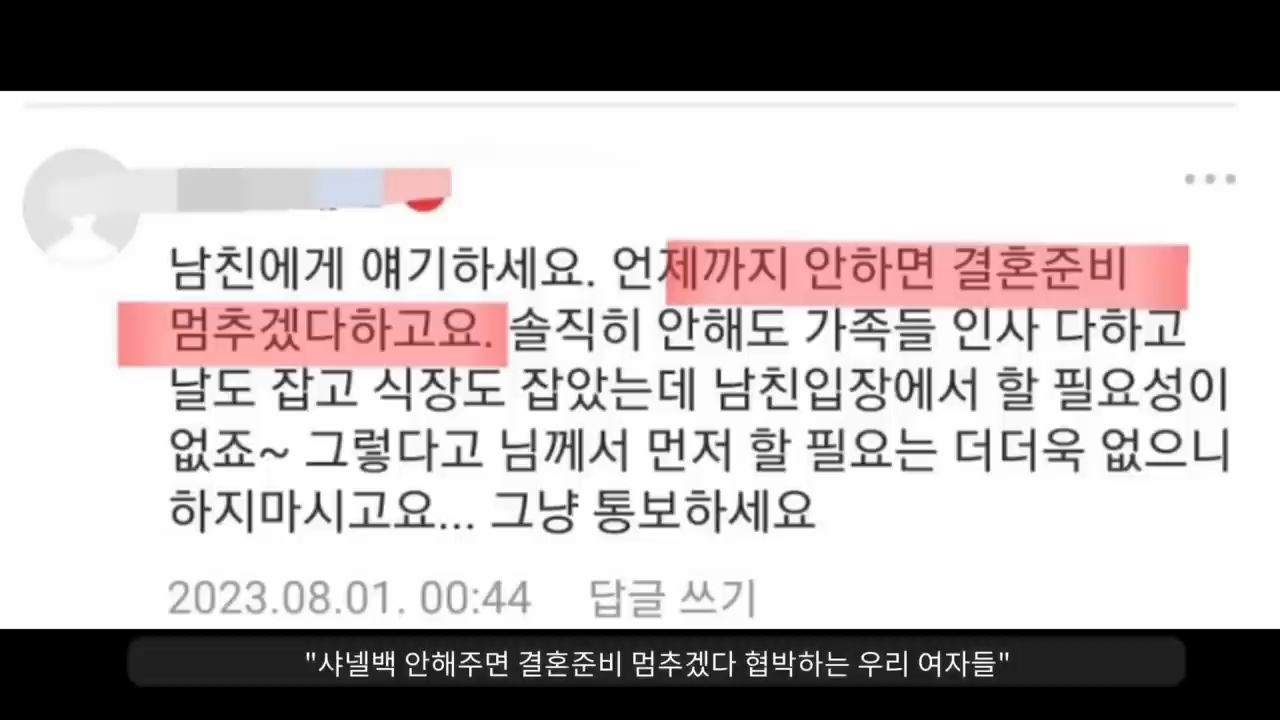 남친에게 얘기하세요. 언제까지 안하면 결혼준비
멈추겠다하고요. 솔직히 안해도 가족들 인사 다하고
날도 잡고 식장도 잡았는데 남친입장에서 할 필요성이
없죠~ 그렇다고 님께서 먼저 할 필요는 더더욱 없으니
하지마시고요... 그냥 통보하세요
2023.08.01. 00:44 답글 쓰기
"샤넬백 안해주면 결혼준비 멈추겠다 협박하는 우리 여자들"